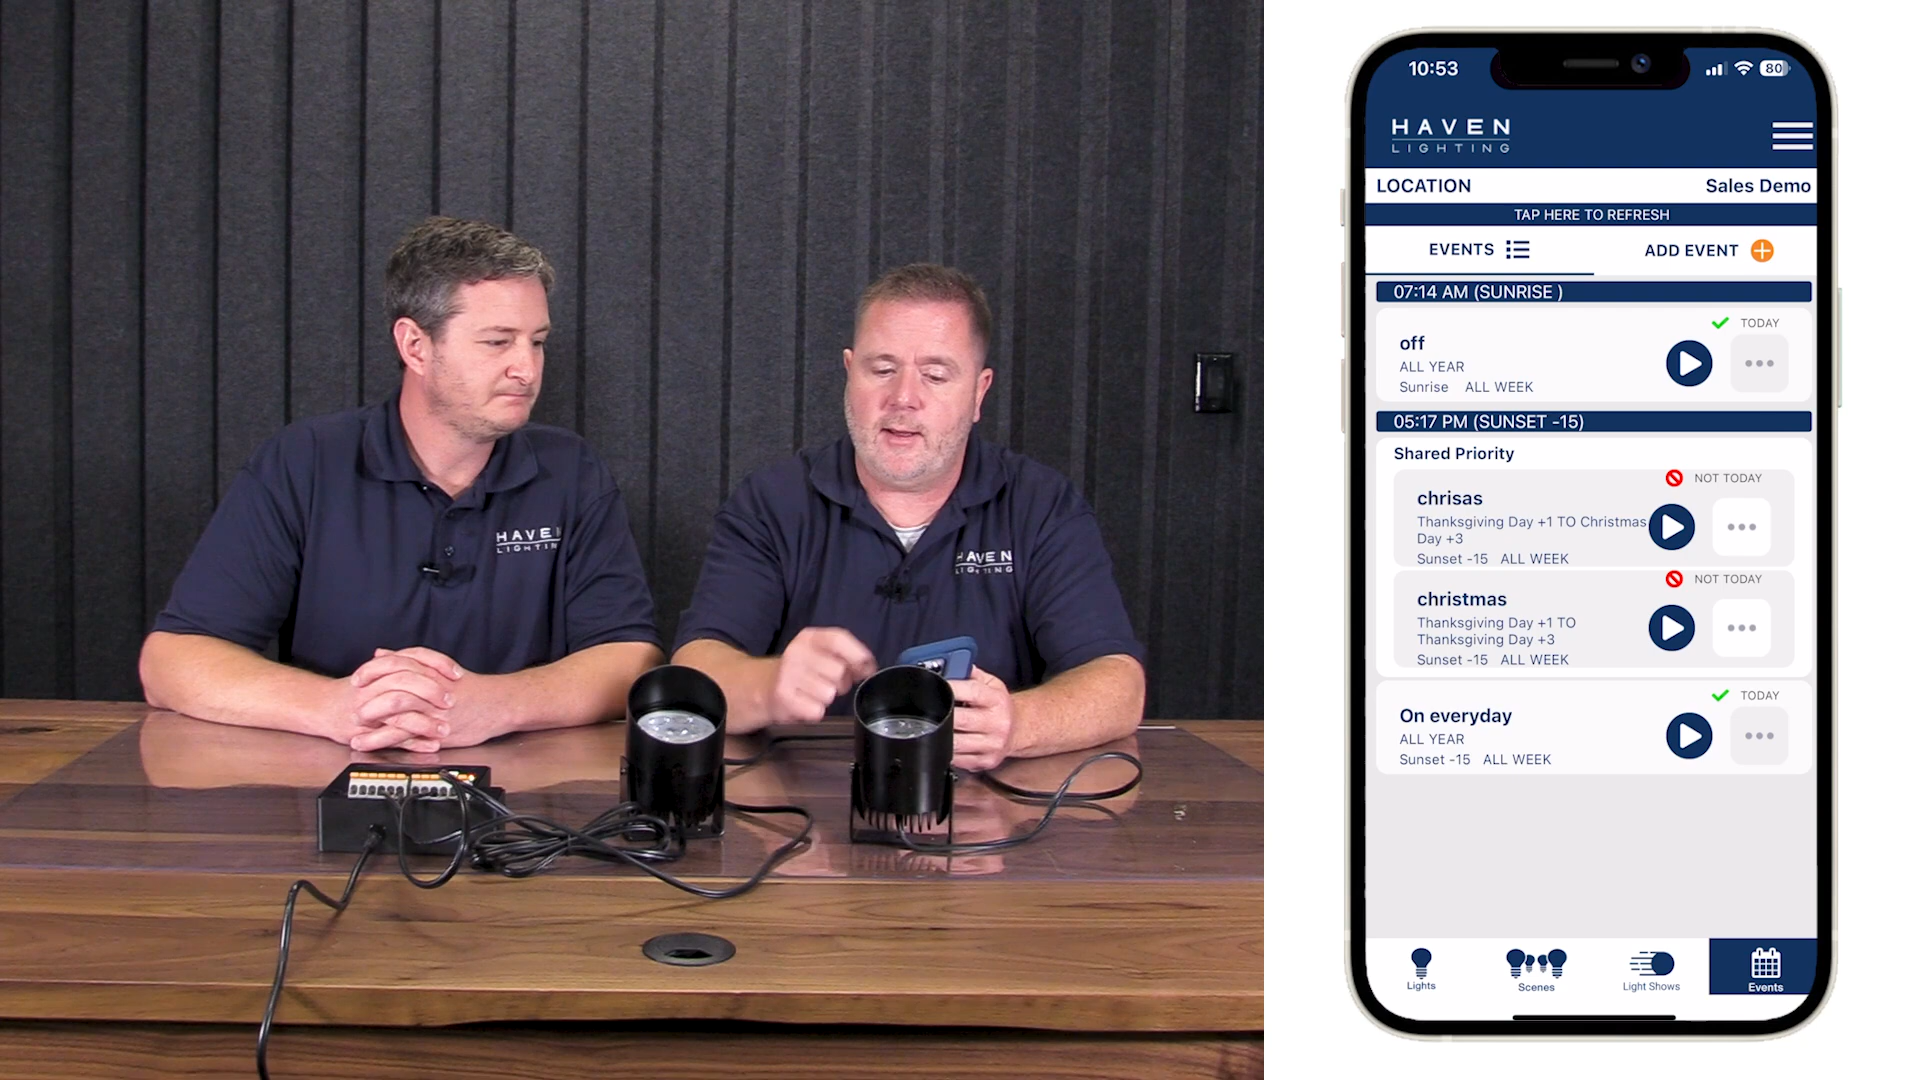 HAVEN
LIGHTING
HAVEN
LIGHTING
10:53
80
HAVEN
LIGHTING
LOCATION
Sales Demo
TAP HERE TO REFRESH
EVENTS
ADD EVENT
07:14 AM (SUNRISE )
TODAY
off
ALL YEAR
Sunrise ALL WEEK
05:17 PM (SUNSET -15)
Shared Priority
NOT TODAY
chrisas
Thanksgiving Day +1 TO Christmas
Day +3
Sunset -15 ALL WEEK
NOT TODAY
christmas
Thanksgiving Day +1 TO
Thanksgiving Day +3
Sunset -15 ALL WEEK
TODAY
On everyday
ALL YEAR
Sunset -15 ALL WEEK
Lights
Scenes
Light Shows
Events